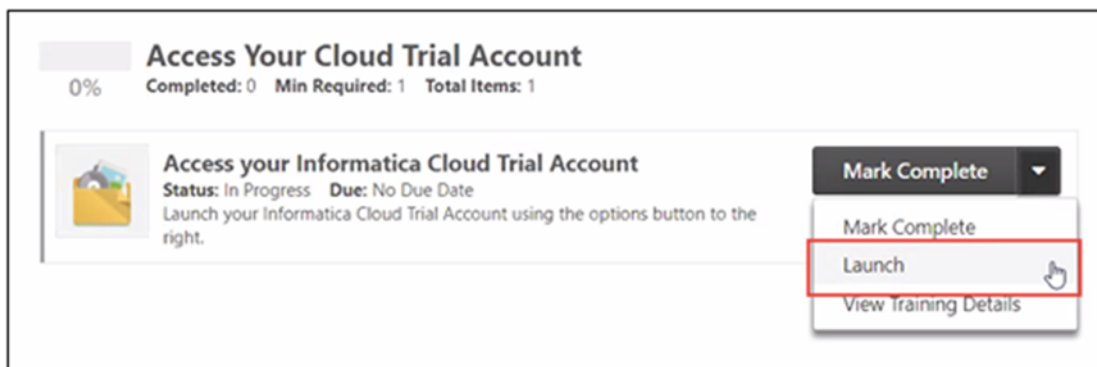 Access Your Cloud Trial Account
0%
Completed: 0 Min Required: 1 Total Items: 1
Access your Informatica Cloud Trial Account
Status: In Progress Due: No Due Date
Launch your Informatica Cloud Trial Account using the options button to the
right.
Mark Complete
Mark Complete
Launch
View Training Details